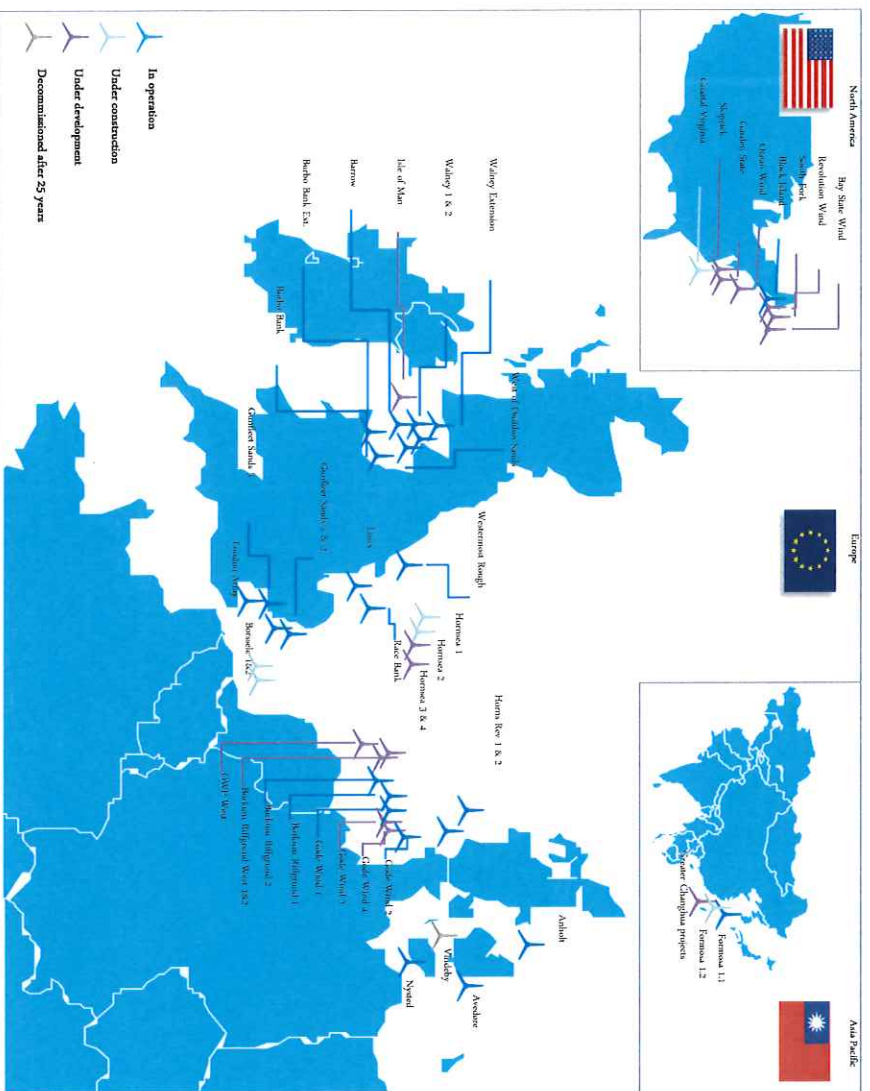 North America
Bay State Wind
Revolution Wind
South Fork
Block Island
Ocean Wind
Garden State
Skipjack
Coastal Virginia
Europe
Asia Pacific
Formosa 1.1
Formosa 1.2
Greater Changhua projects
Walney Extension
Walney 1 & 2
Isle of Man
Barrow
Burbo Bank Ext.
Burbo Bank
West of Duddon Sands
Westermost Rough
Hornsea 1
Hornsea 2
Hornsea 3 & 4
Race Bank
Lincs
Gunfleet Sands 1 & 2
Gunfleet Sands 3
London Array
Borssele 1&2
Horns Rev 1 & 2
Anholt
Avedøre
Vindeby
Nysted
Gode Wind 2
Gode Wind 4
Gode Wind 3
Gode Wind 1
Borkum Riffgrund 1
Borkum Riffgrund 2
Borkum Riffgrund West 1&2
OWP West
In operation
Under construction
Under development
Decommissioned after 25 years